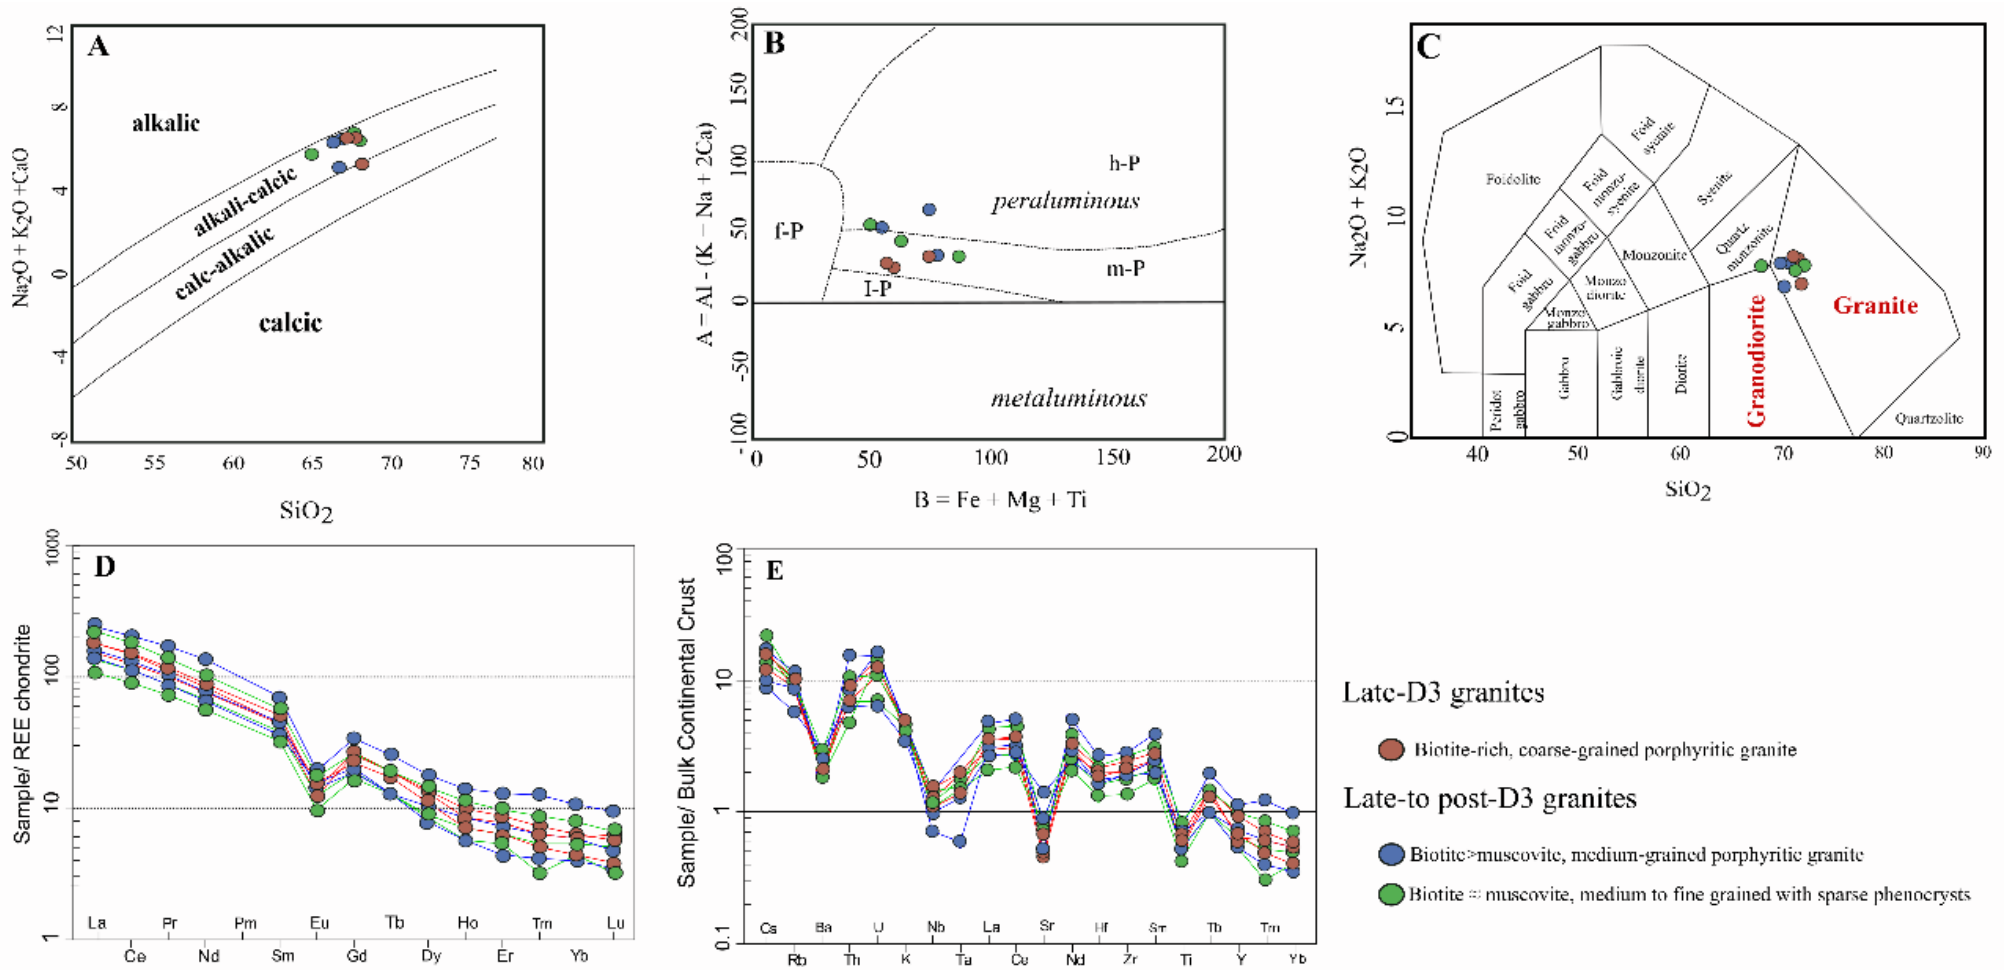 A
12
8
4
0
-4
-8
Na2O + K2O +CaO
alkalic
alkali-calcic
calc-alkalic
calcic
50 55 60 65 70 75 80
SiO2
B
200
150
100
50
0
-50
-100
A = Al - (K - Na + 2Ca)
h-P
peraluminous
f-P
m-P
l-P
metaluminous
0 50 100 150 200
B = Fe + Mg + Ti
C
15
10
5
0
Na2O + K2O
Foidolite
Foid
syenite
Foid
monzo-
syenite
Foid
monzo-
gabbro
Foid
gabbro
Syenite
Quartz
monzonite
Monzonite
Monzo
diorite
Monzo
gabbro
Peridot
gabbro
Gabbro
Gabbroic
diorite
Diorite
Granodiorite
Granite
Quartzolite
40 50 60 70 80 90
SiO2
D
1000
100
10
1
Sample/ REE chondrite
La Pr Pm Eu Tb Ho Tm Lu
Ce Nd Sm Gd Dy Er Yb
E
100
10
1
0.1
Sample/ Bulk Continental Crust
Cs Ba U Nb La Sr Hf Sm Tb Tm
Rb Th K Ta Ce Nd Zr Ti Y Yb
Late-D3 granites
Biotite-rich, coarse-grained porphyritic granite
Late-to post-D3 granites
Biotite>muscovite, medium-grained porphyritic granite
Biotite ≈ muscovite, medium to fine grained with sparse phenocrysts